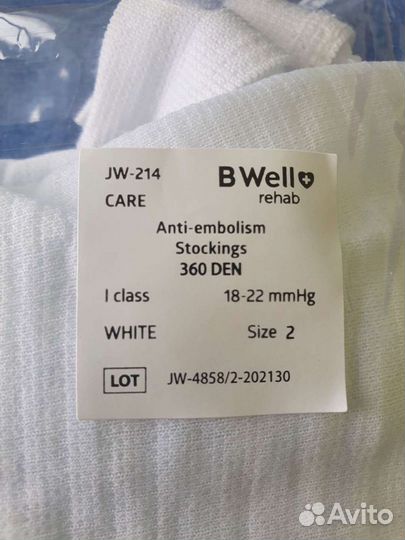 JW-214 BWell
CARE rehab
Anti-embolism
Stockings
360 DEN
I class 18-22 mmHg
WHITE Size 2
LOT JW-4858/2-202130
Avito